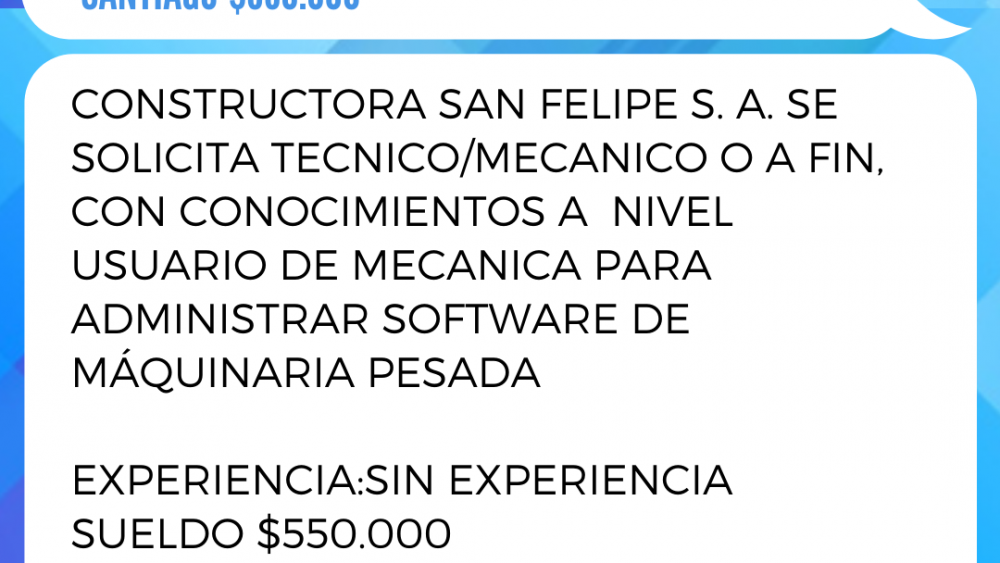 SANTIAGO
CONSTRUCTORA SAN FELIPE S. A. SE
SOLICITA TECNICO/MECANICO O A FIN,
CON CONOCIMIENTOS A  NIVEL
USUARIO DE MECANICA PARA
ADMINISTRAR SOFTWARE DE
MÁQUINARIA PESADA
EXPERIENCIA:SIN EXPERIENCIA
SUELDO $550.000